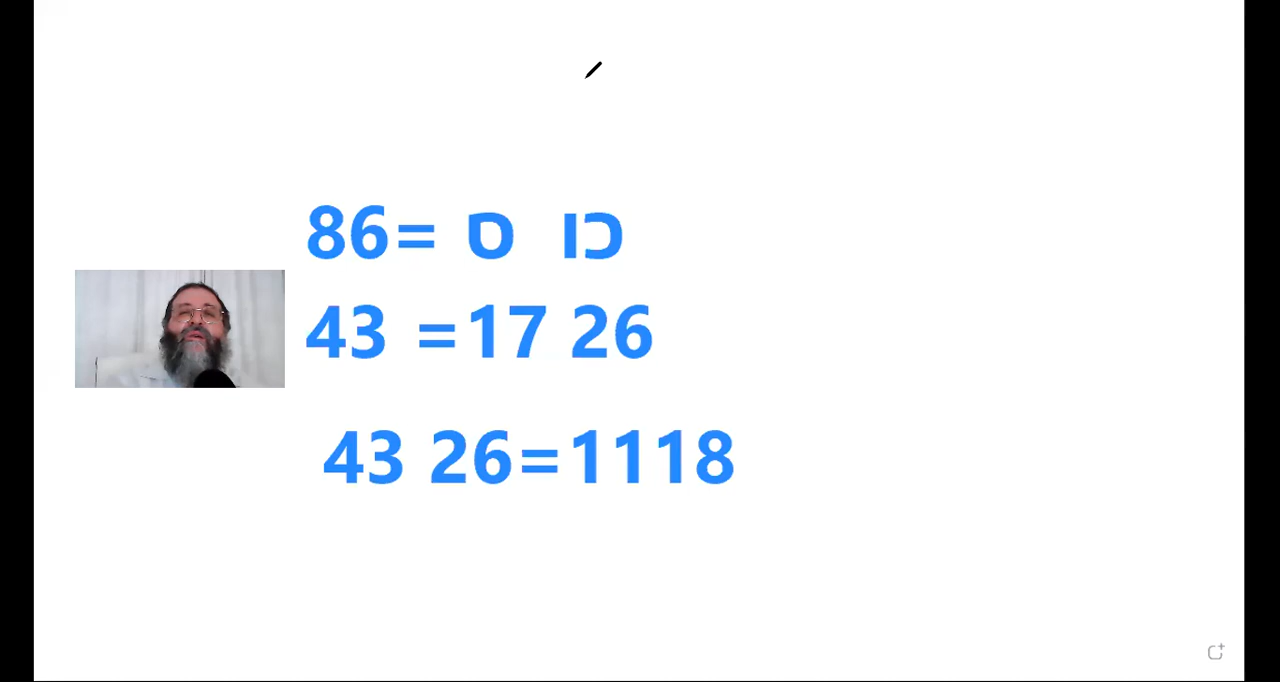 86= כו ס
43 =17 26
43 26=1118